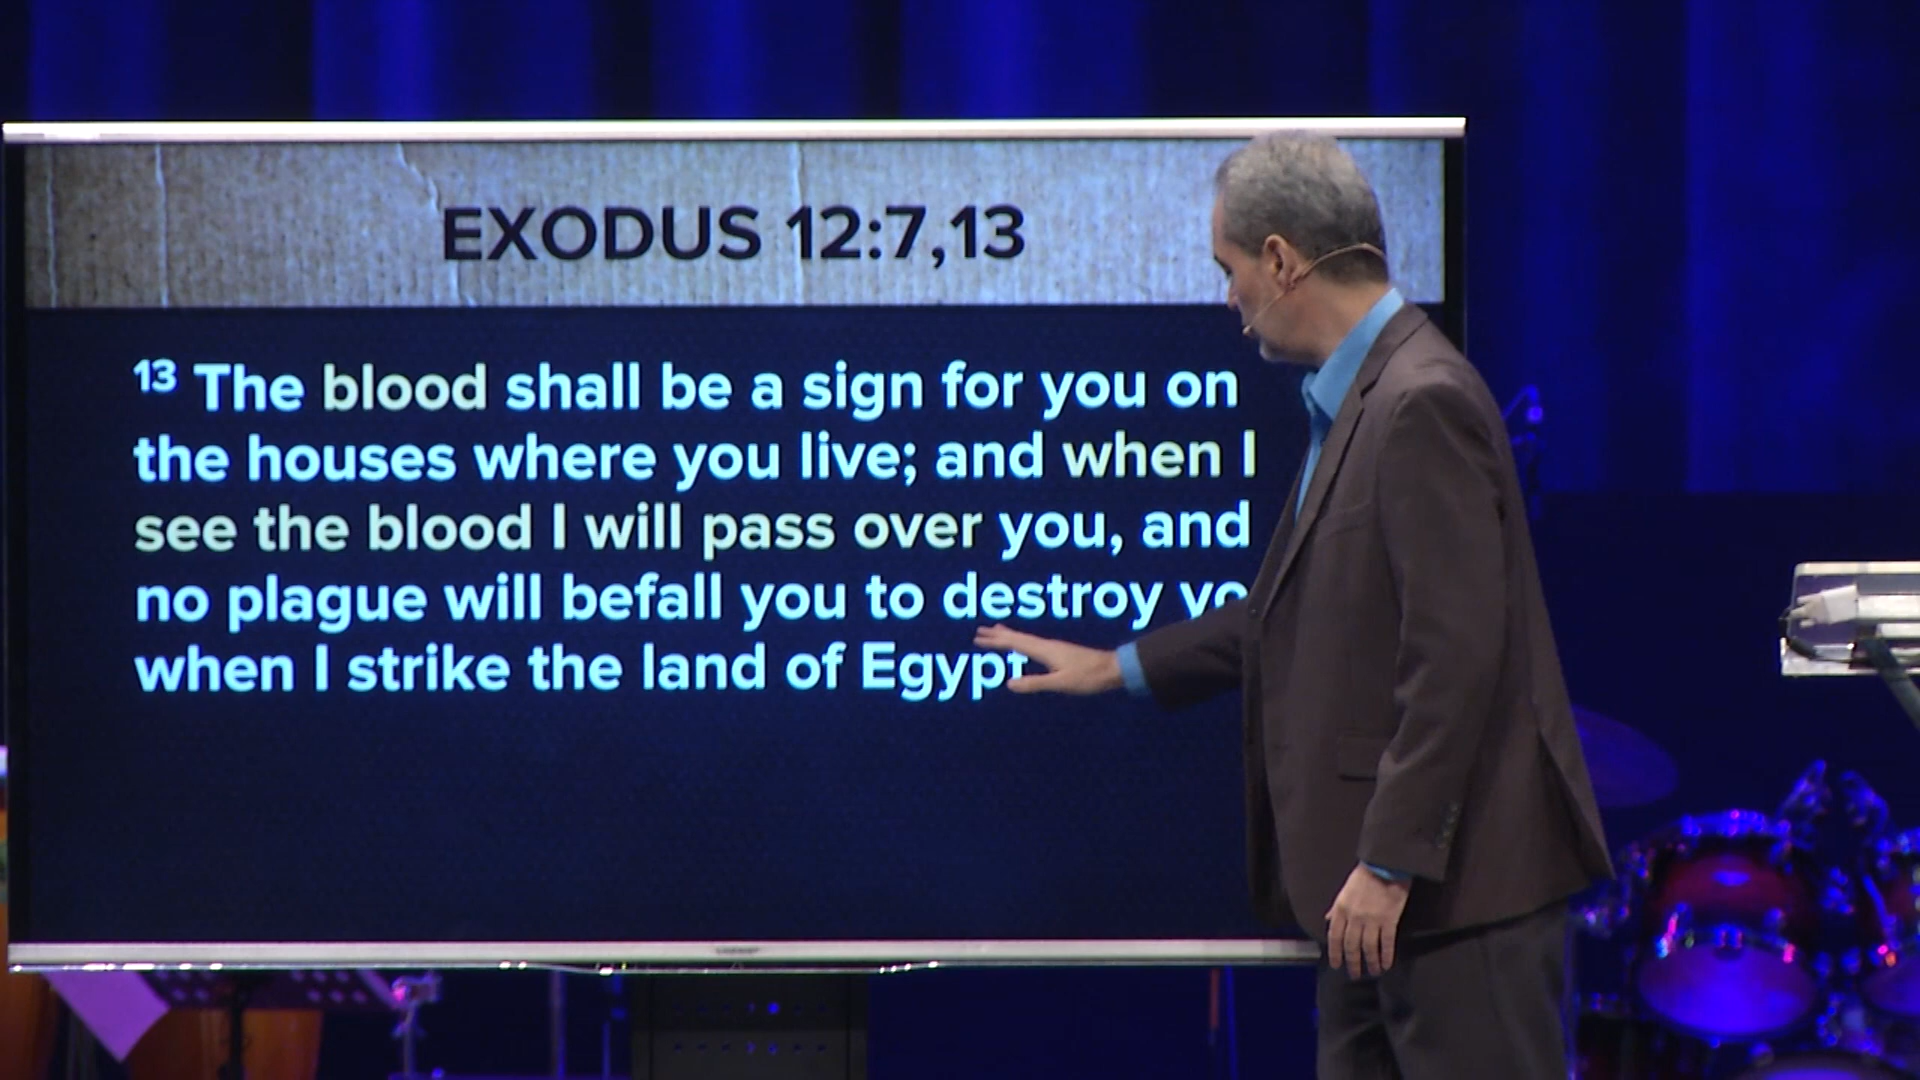 EXODUS 12:7,13
13 The blood shall be a sign for you on
the houses where you live; and when I
see the blood I will pass over you, and
no plague will befall you to destroy
when I strike the land of Egypt